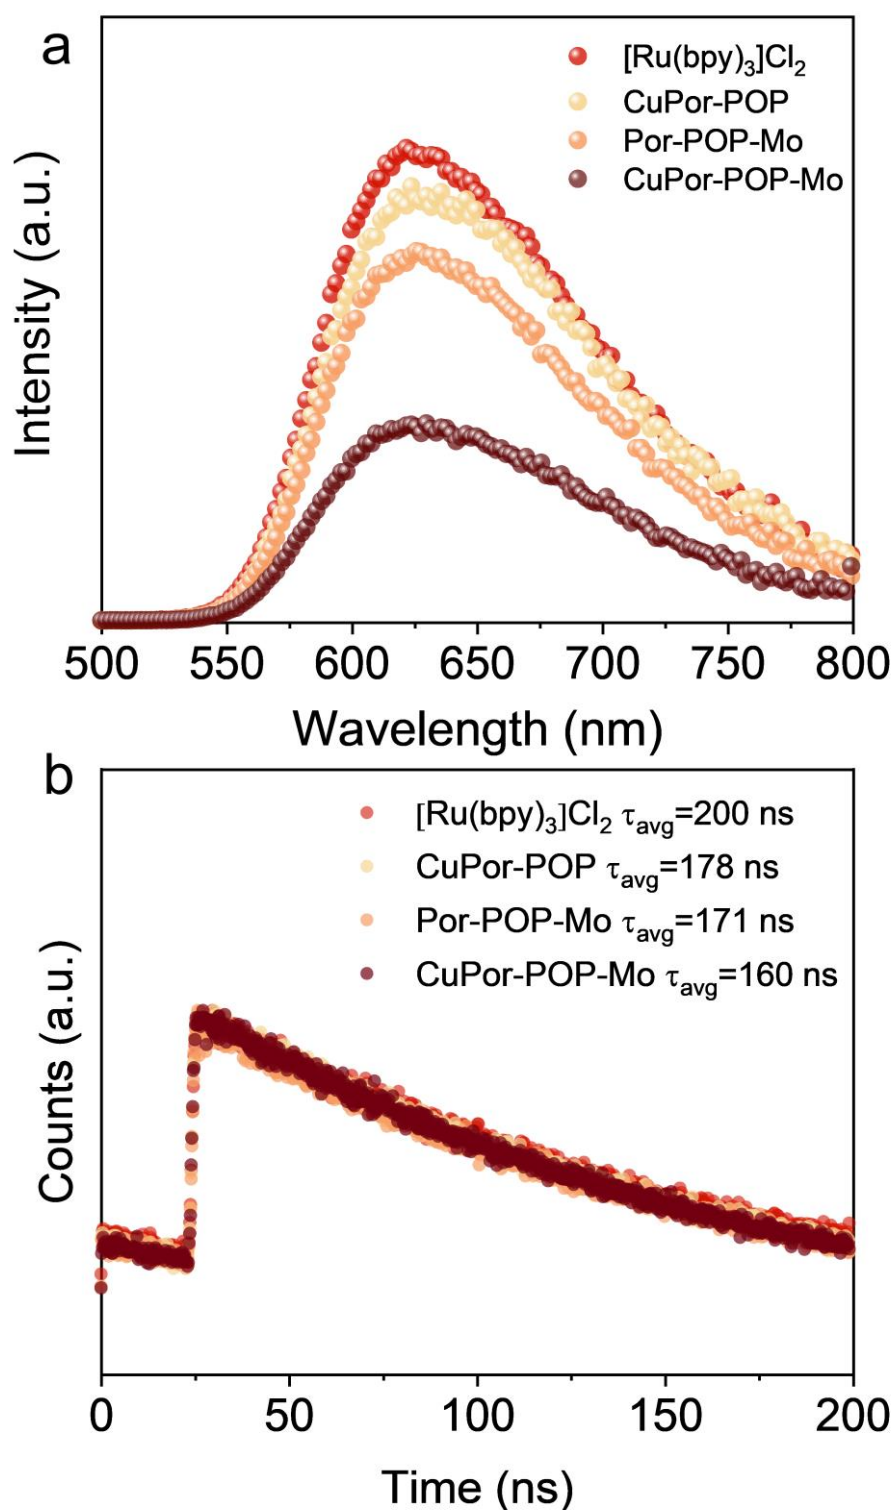 a
[Ru(bpy)₃]Cl₂
CuPor-POP
Por-POP-Mo
CuPor-POP-Mo
Intensity (a.u.)
500 550 600 650 700 750 800
Wavelength (nm)
b
[Ru(bpy)₃]Cl₂ τavg=200 ns
CuPor-POP τavg=178 ns
Por-POP-Mo τavg=171 ns
CuPor-POP-Mo τavg=160 ns
Counts (a.u.)
0 50 100 150 200
Time (ns)